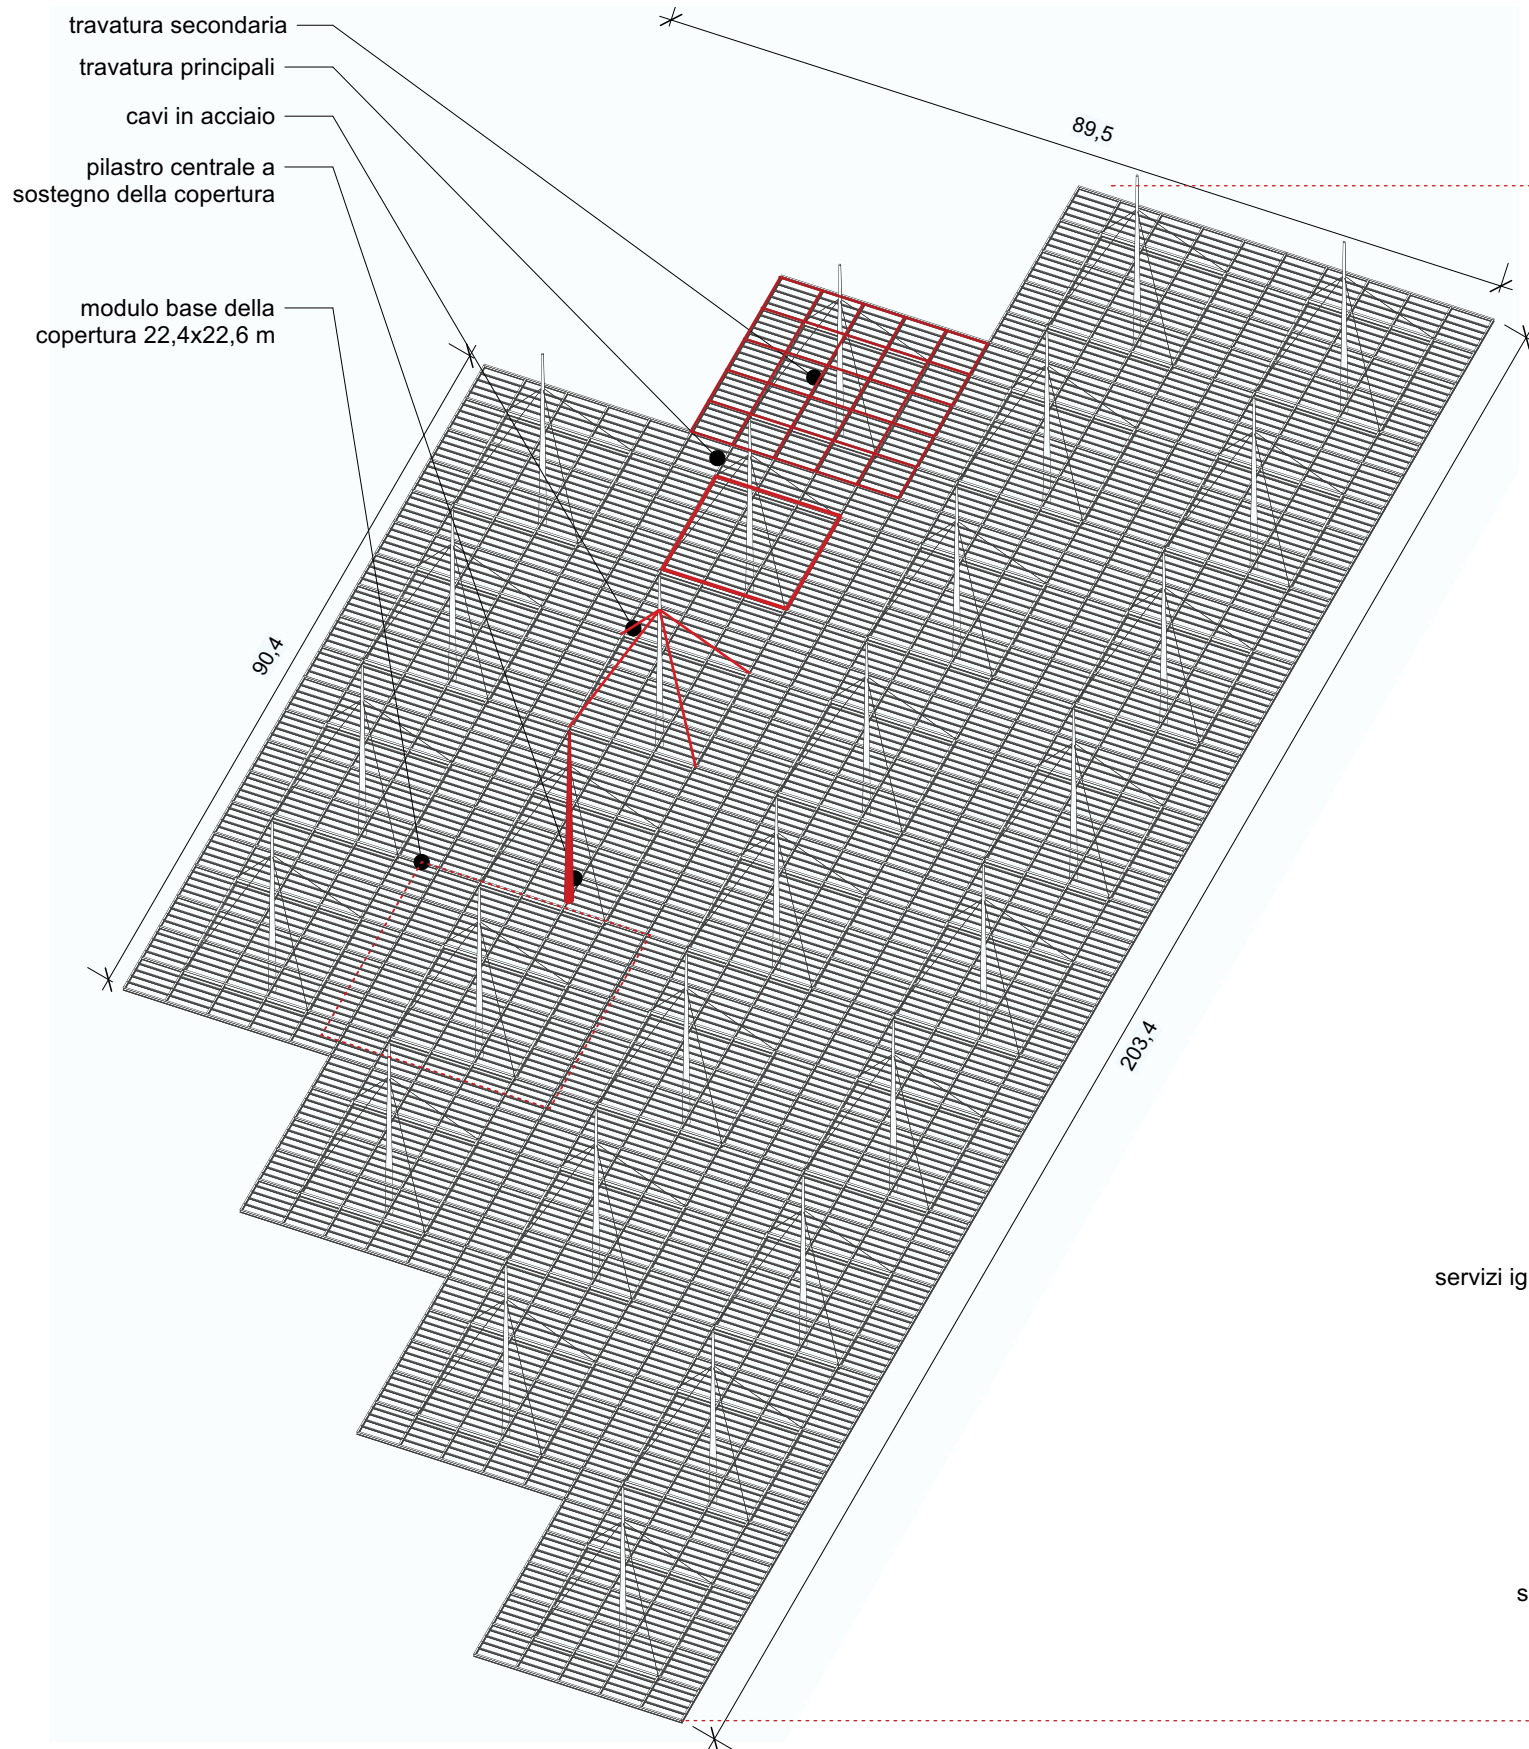 travatura secondaria
travatura principali
cavi in acciaio
pilastro centrale a
sostegno della copertura
modulo base della
copertura 22,4x22,6 m
89,5
90,4
203,4
servizi ig
s